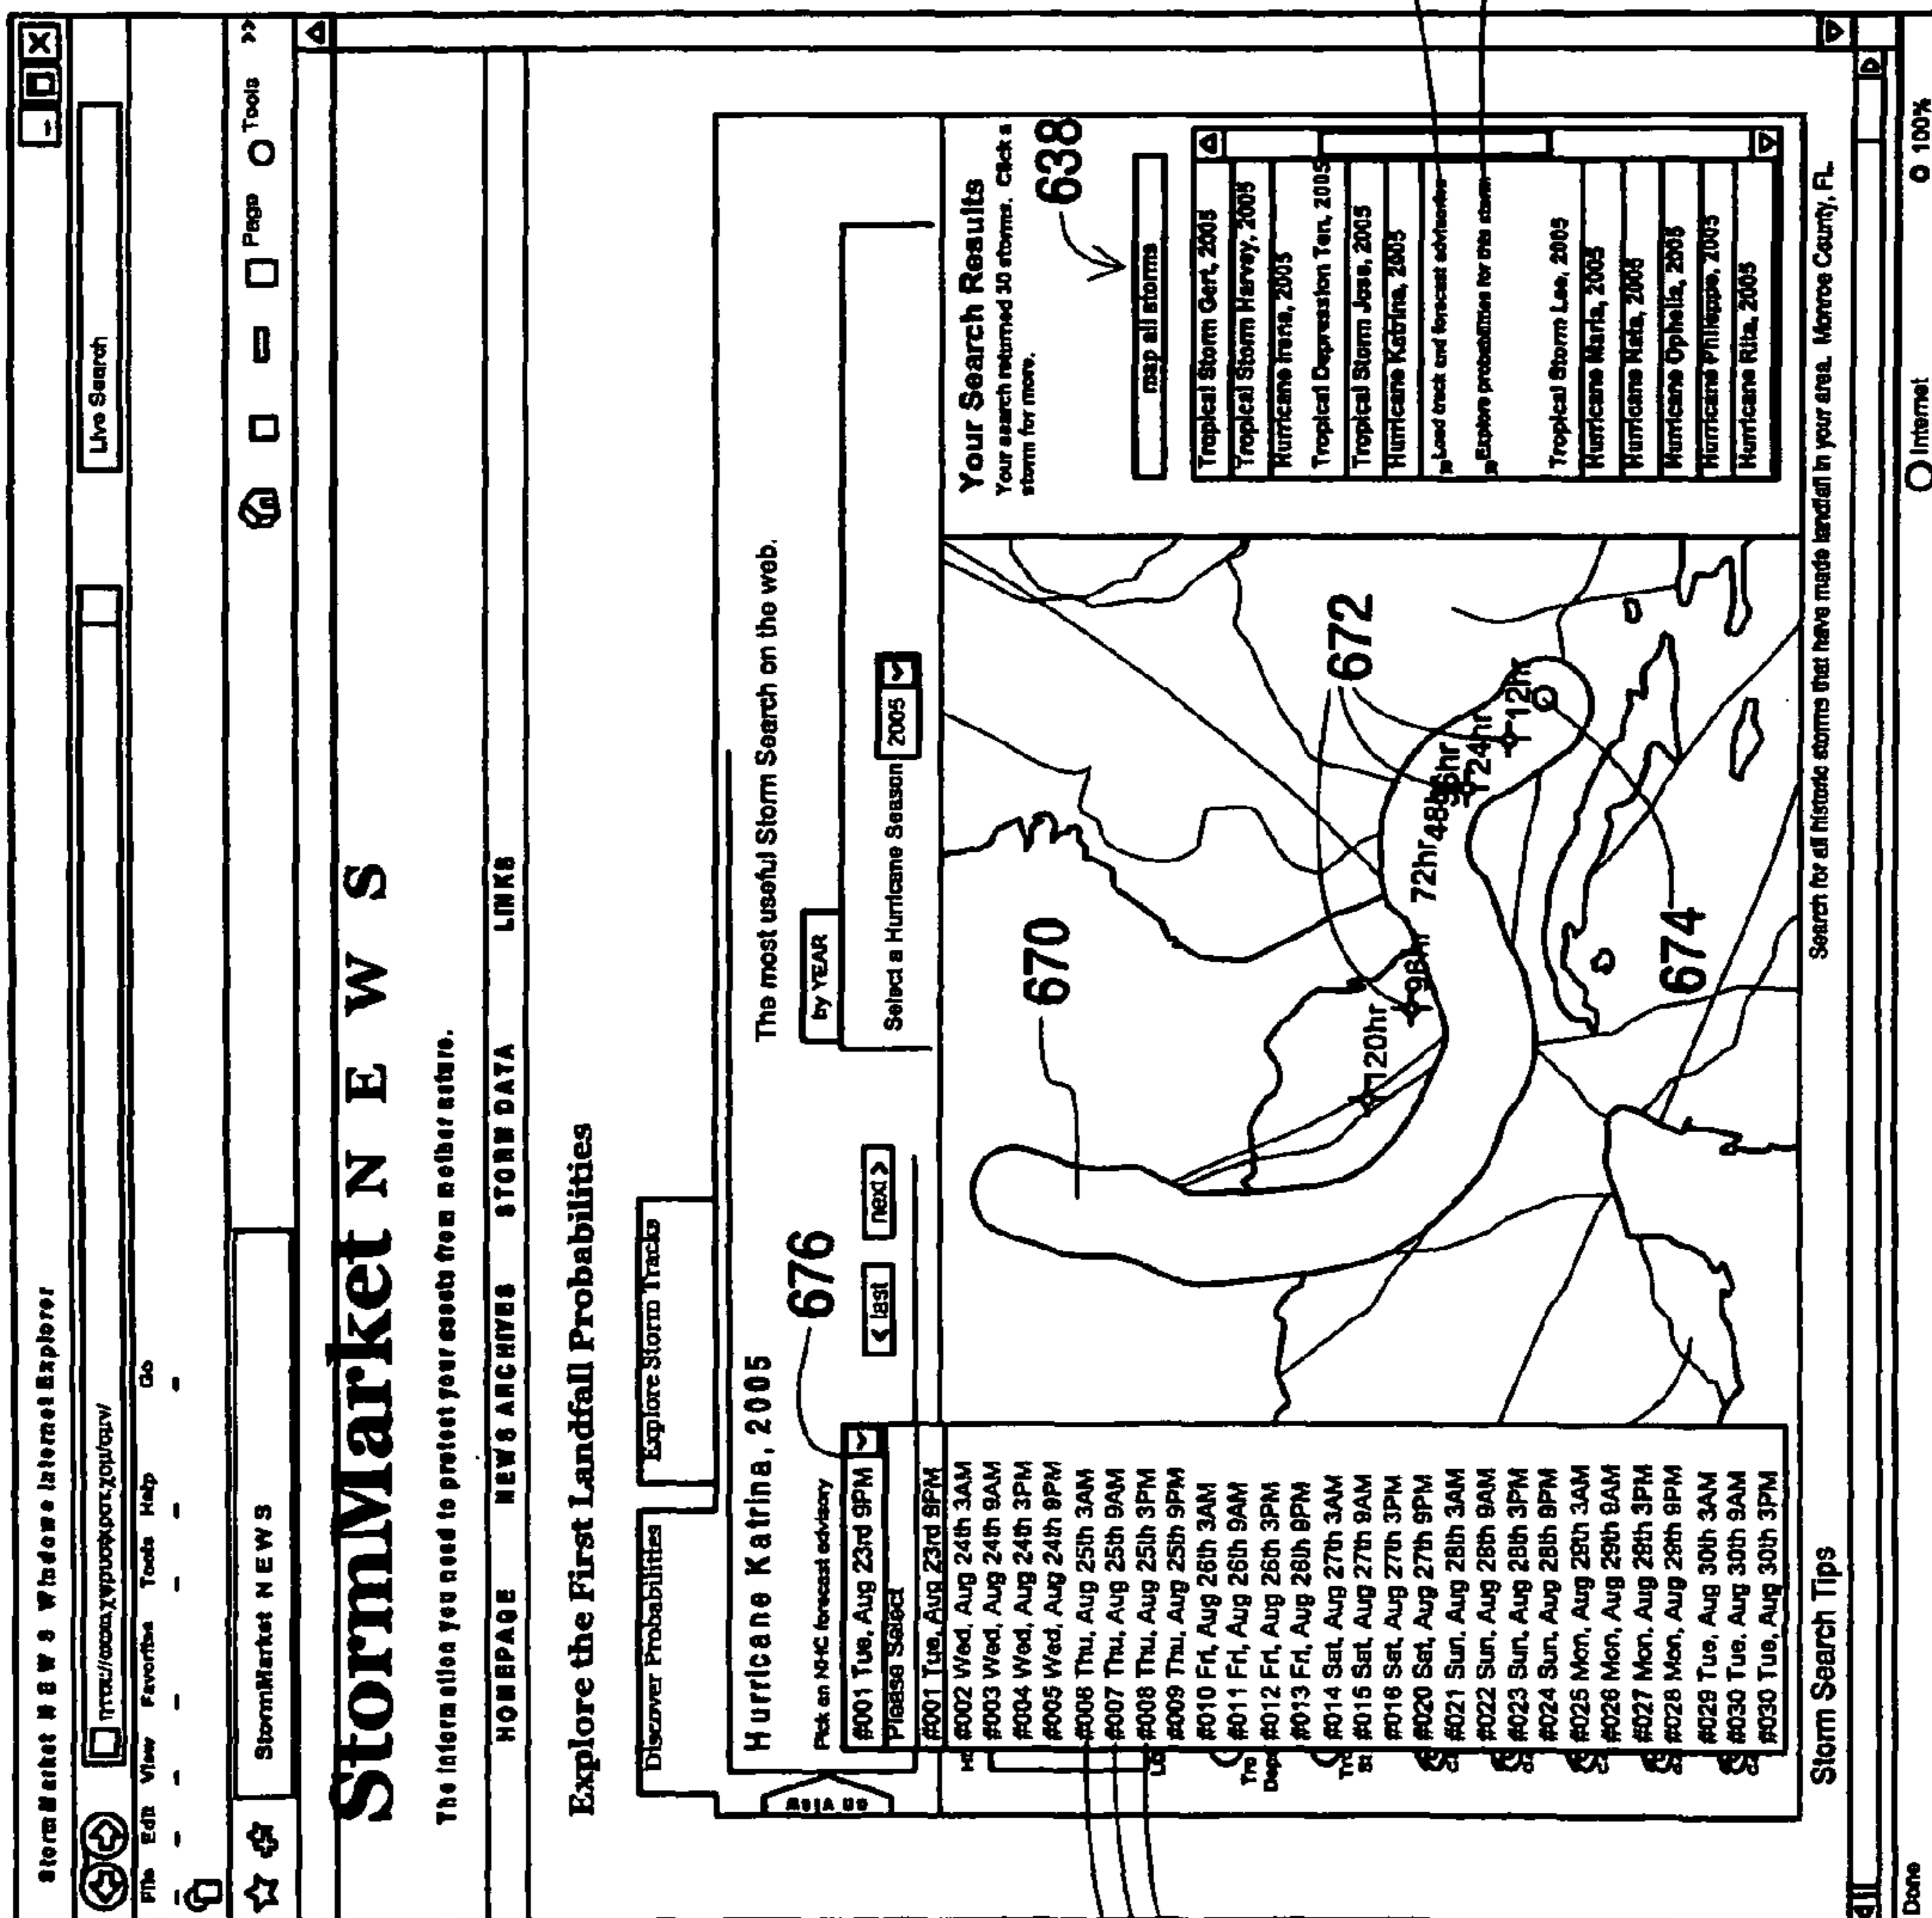 StormMarket N E W S Windows Internet Explorer
Live Search
File Edit View Favorites Tools Help Go
StormMarket NEWS
Page Tools »
StormMarket N E W S
The information you need to protect your assets from mother nature.
HOMEPAGE NEWS ARCHIVES STORM DATA LINKS
Explore the First Landfall Probabilities
Discover Probabilities Explore Storm Tracks
Hurricane Katrina, 2005
The most useful Storm Search on the web.
676
Pick an NHC forecast advisory
< last next >
by YEAR
Select a Hurricane Season 2005
#001 Tue, Aug 23rd 9PM
Please Select
#001 Tue, Aug 23rd 9PM
#002 Wed, Aug 24th 3AM
#003 Wed, Aug 24th 9AM
#004 Wed, Aug 24th 3PM
#005 Wed, Aug 24th 9PM
#006 Thu, Aug 25th 3AM
#007 Thu, Aug 25th 9AM
#008 Thu, Aug 25th 3PM
#009 Thu, Aug 25th 9PM
#010 Fri, Aug 26th 3AM
#011 Fri, Aug 26th 9AM
#012 Fri, Aug 26th 3PM
#013 Fri, Aug 26th 9PM
#014 Sat, Aug 27th 3AM
#015 Sat, Aug 27th 9AM
#016 Sat, Aug 27th 3PM
#020 Sat, Aug 27th 9PM
#021 Sun, Aug 28th 3AM
#022 Sun, Aug 28th 9AM
#023 Sun, Aug 28th 3PM
#024 Sun, Aug 28th 9PM
#025 Mon, Aug 29th 3AM
#026 Mon, Aug 29th 9AM
#027 Mon, Aug 29th 3PM
#028 Mon, Aug 29th 9PM
#029 Tue, Aug 30th 3AM
#030 Tue, Aug 30th 9AM
#030 Tue, Aug 30th 3PM
Tro
Dep
670
672
674
120hr
96hr
72hr
48hr
24hr
12hr
Your Search Results
Your search returned 30 storms. Click a
storm for more.
638
map all storms
Tropical Storm Gert, 2005
Tropical Storm Harvey, 2005
Hurricane Irene, 2005
Tropical Depression Ten, 2005
Tropical Storm Jose, 2005
Hurricane Katrina, 2005
Load track and forecast advisories
Explore probabilities for this storm
Tropical Storm Lee, 2005
Hurricane Maria, 2005
Hurricane Nate, 2005
Hurricane Ophelia, 2005
Hurricane Philippe, 2005
Hurricane Rita, 2005
Storm Search Tips
Search for all historic storms that have made landfall in your area. Monroe County, FL.
Done Internet 100%